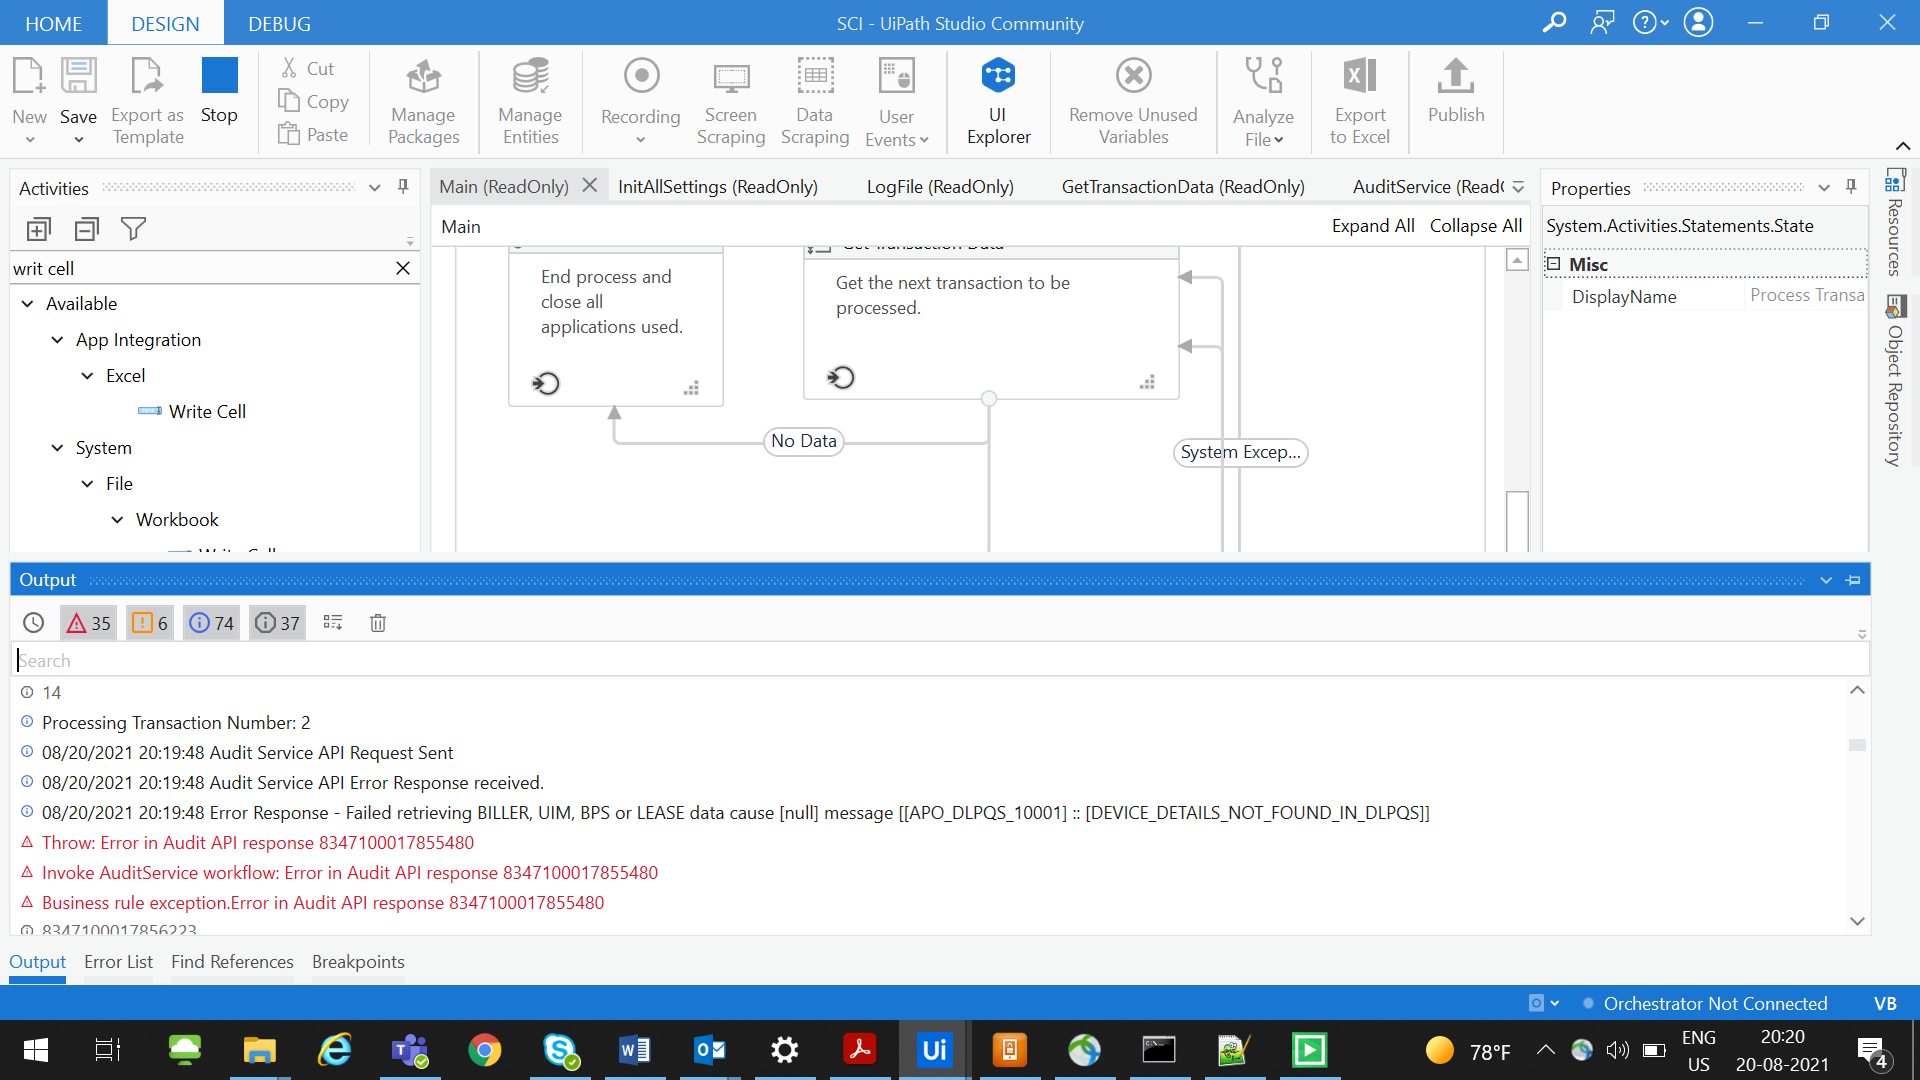 HOME DESIGN DEBUG SCI - UiPath Studio Community
New Save Export as Template Stop
Cut
Copy
Paste
Manage Packages
Manage Entities
Recording
Screen Scraping
Data Scraping
User Events
UI Explorer
Remove Unused Variables
Analyze File
Export to Excel
Publish
Activities
writ cell
Available
App Integration
Excel
Write Cell
System
File
Workbook
Write Cell
Main (ReadOnly) InitAllSettings (ReadOnly) LogFile (ReadOnly) GetTransactionData (ReadOnly) AuditService (Read
Main Expand All Collapse All
Get Transaction Data
End process and
close all
applications used.
Get the next transaction to be
processed.
No Data
System Excep...
Properties
System.Activities.Statements.State
Misc
DisplayName Process Transa
Resources
Object Repository
Output
35 6 74 37
Search
14
Processing Transaction Number: 2
08/20/2021 20:19:48 Audit Service API Request Sent
08/20/2021 20:19:48 Audit Service API Error Response received.
08/20/2021 20:19:48 Error Response - Failed retrieving BILLER, UIM, BPS or LEASE data cause [null] message [[APO_DLPQS_10001] :: [DEVICE_DETAILS_NOT_FOUND_IN_DLPQS]]
Throw: Error in Audit API response 8347100017855480
Invoke AuditService workflow: Error in Audit API response 8347100017855480
Business rule exception.Error in Audit API response 8347100017855480
8347100017856223
Output Error List Find References Breakpoints
Orchestrator Not Connected VB
Ui
78°F
ENG
US
20:20
20-08-2021
4